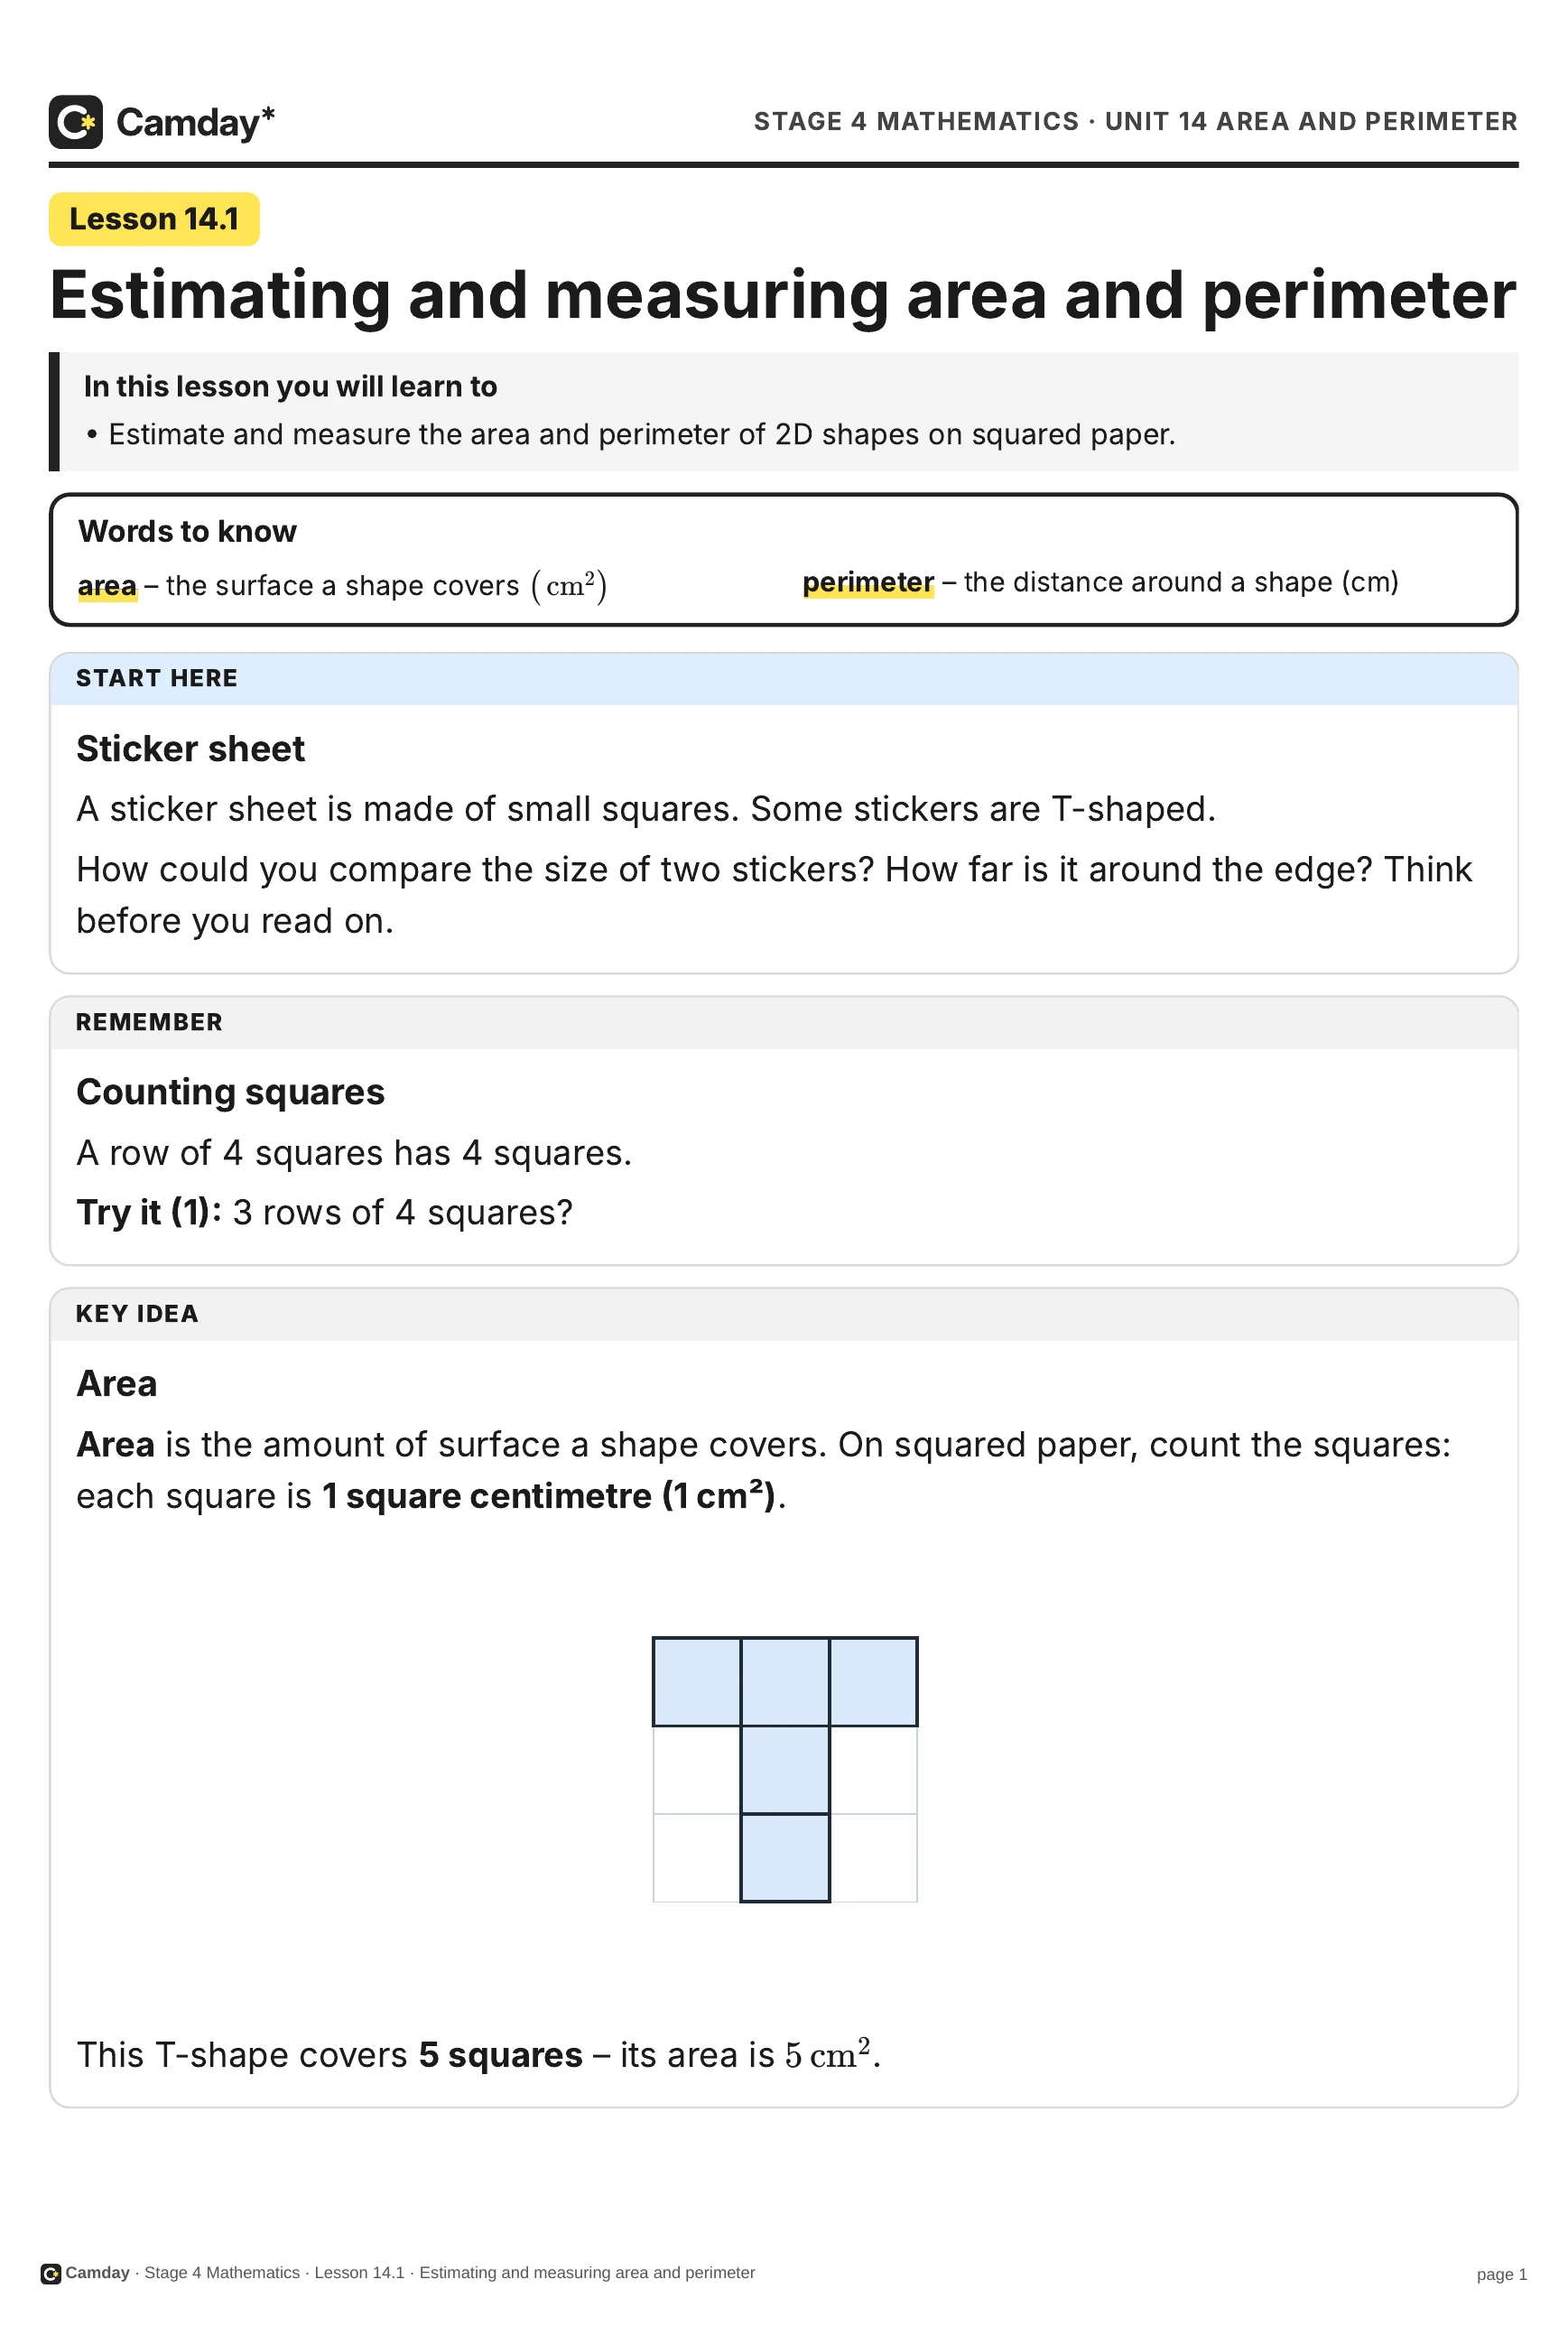 Camday*
STAGE 4 MATHEMATICS · UNIT 14 AREA AND PERIMETER
Lesson 14.1
Estimating and measuring area and perimeter
In this lesson you will learn to
• Estimate and measure the area and perimeter of 2D shapes on squared paper.
Words to know
area – the surface a shape covers (cm²)
perimeter – the distance around a shape (cm)
START HERE
Sticker sheet
A sticker sheet is made of small squares. Some stickers are T-shaped.
How could you compare the size of two stickers? How far is it around the edge? Think
before you read on.
REMEMBER
Counting squares
A row of 4 squares has 4 squares.
Try it (1): 3 rows of 4 squares?
KEY IDEA
Area
Area is the amount of surface a shape covers. On squared paper, count the squares:
each square is 1 square centimetre (1 cm²).
This T-shape covers 5 squares – its area is 5 cm².
Camday · Stage 4 Mathematics · Lesson 14.1 · Estimating and measuring area and perimeter
page 1